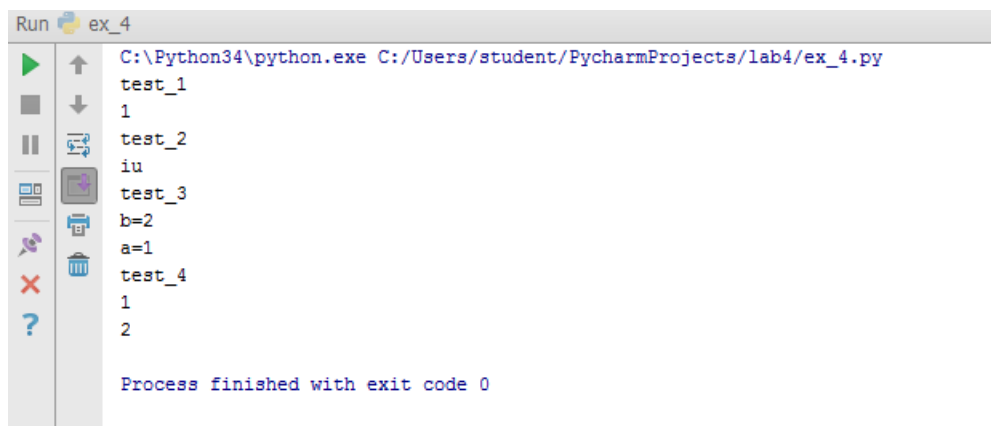 Run ex_4
C:\Python34\python.exe C:/Users/student/PycharmProjects/lab4/ex_4.py
test_1
1
test_2
iu
test_3
b=2
a=1
test_4
1
2
Process finished with exit code 0